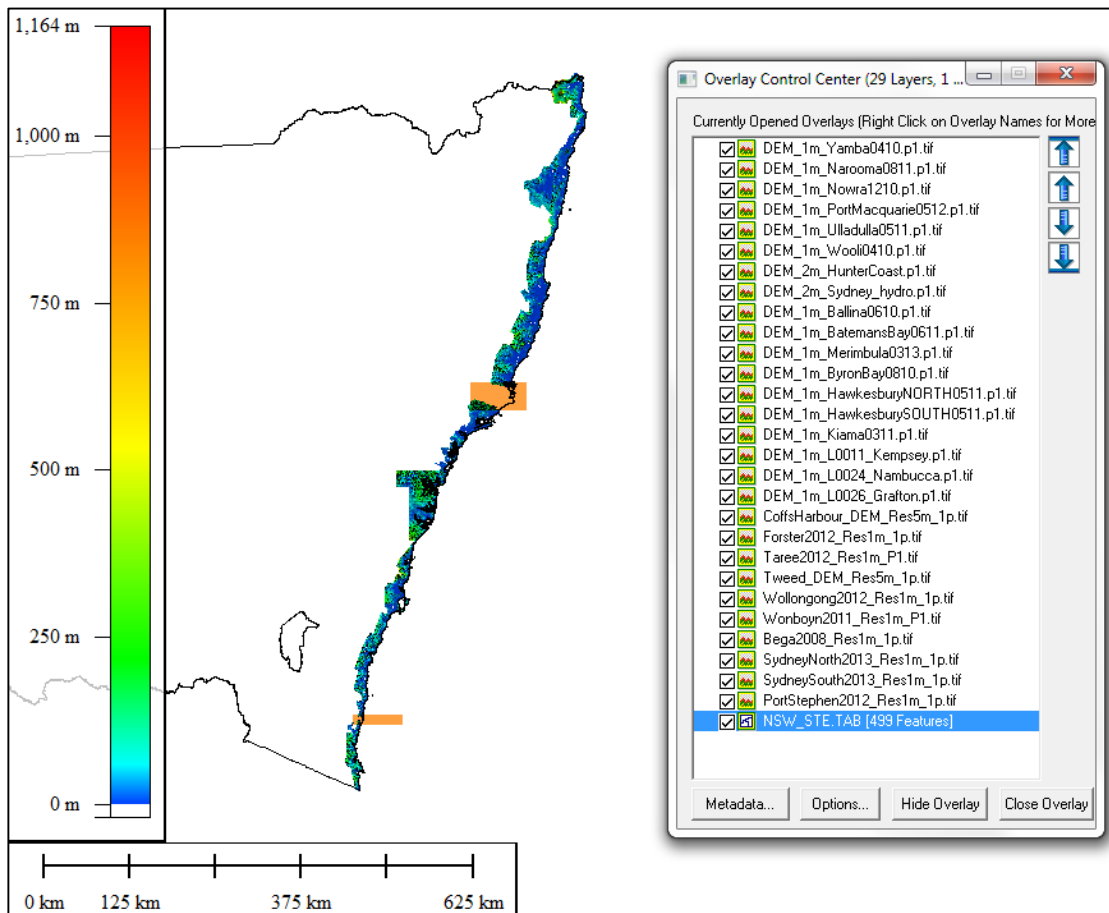 1,164 m
1,000 m
750 m
500 m
250 m
0 m
0 km
125 km
375 km
625 km
Overlay Control Center (29 Layers, 1 ...
Currently Opened Overlays (Right Click on Overlay Names for More
DEM_1m_Yamba0410.p1.tif
DEM_1m_Narooma0811.p1.tif
DEM_1m_Nowra1210.p1.tif
DEM_1m_PortMacquarie0512.p1.tif
DEM_1m_Ulladulla0511.p1.tif
DEM_1m_Wooli0410.p1.tif
DEM_2m_HunterCoast.p1.tif
DEM_2m_Sydney_hydro.p1.tif
DEM_1m_Ballina0610.p1.tif
DEM_1m_BatemansBay0611.p1.tif
DEM_1m_Merimbula0313.p1.tif
DEM_1m_ByronBay0810.p1.tif
DEM_1m_HawkesburyNORTH0511.p1.tif
DEM_1m_HawkesburySOUTH0511.p1.tif
DEM_1m_Kiama0311.p1.tif
DEM_1m_L0011_Kempsey.p1.tif
DEM_1m_L0024_Nambucca.p1.tif
DEM_1m_L0026_Grafton.p1.tif
CoffsHarbour_DEM_Res5m_1p.tif
Forster2012_Res1m_1p.tif
Taree2012_Res1m_P1.tif
Tweed_DEM_Res5m_1p.tif
Wollongong2012_Res1m_1p.tif
Wonboyn2011_Res1m_P1.tif
Bega2008_Res1m_1p.tif
SydneyNorth2013_Res1m_1p.tif
SydneySouth2013_Res1m_1p.tif
PortStephen2012_Res1m_1p.tif
NSW_STE.TAB [499 Features]
Metadata...
Options...
Hide Overlay
Close Overlay